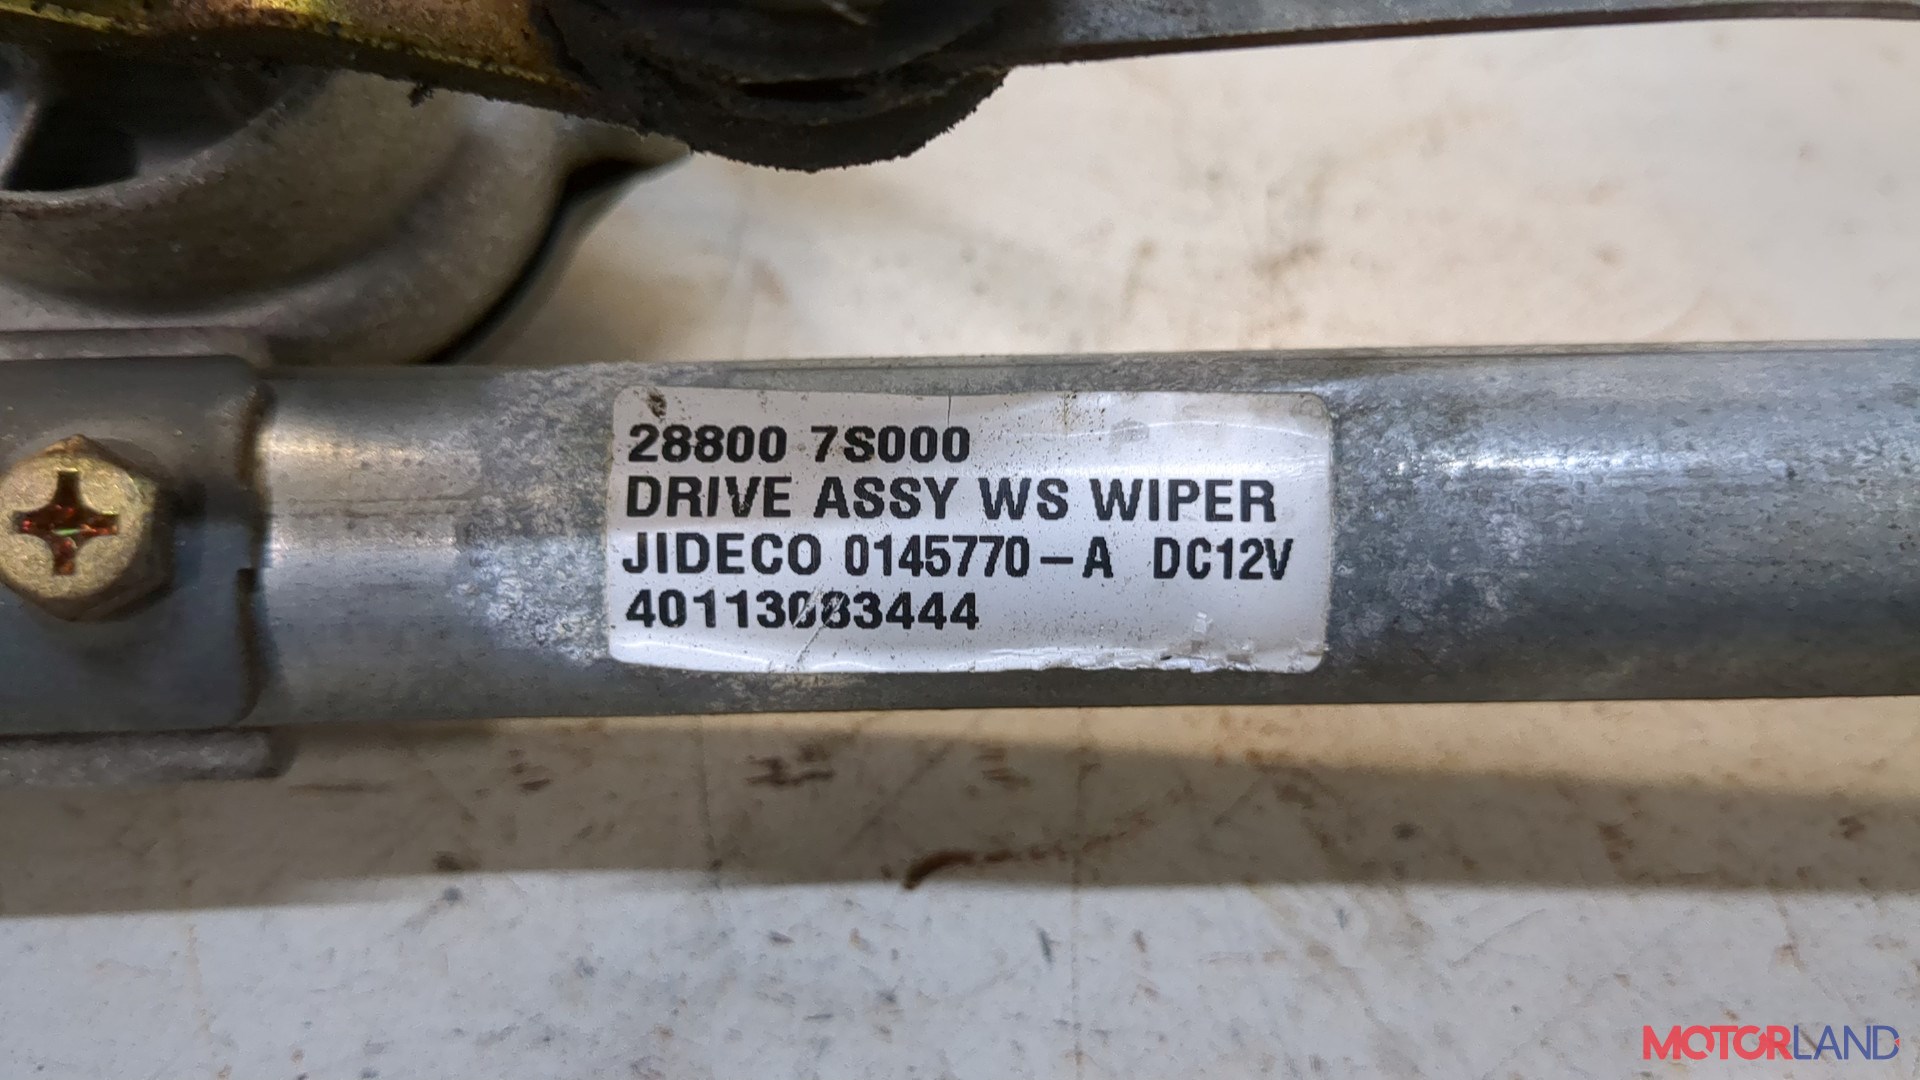 28800 7S000
DRIVE ASSY WS WIPER
JIDECO 0145770-A DC12V
40113083444
MOTORLAND